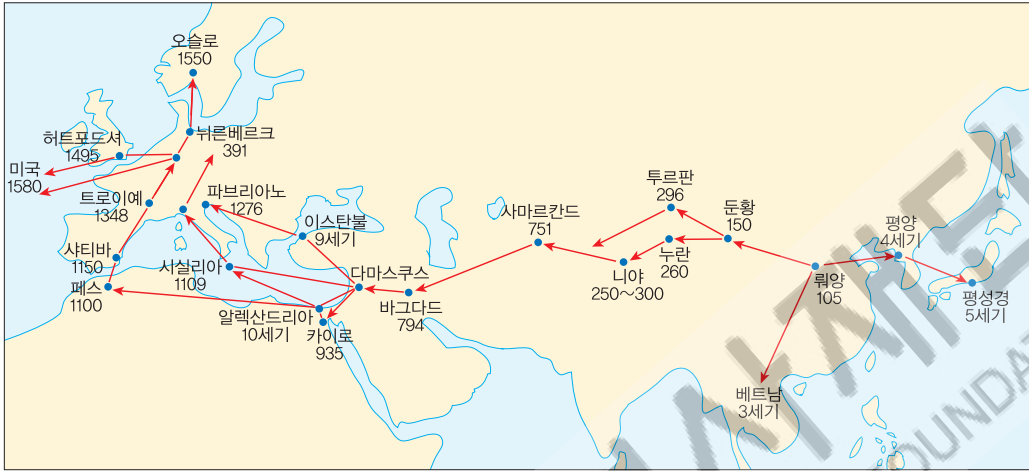 오슬로
1550
허트포드셔
1495
뉘른베르크
391
미국
1580
트로이예
1348
파브리아노
1276
이스탄불
9세기
샤티바
1150
페스
1100
서실리아
1109
다마스쿠스
알렉산드리아
10세기
카이로
935
바그다드
794
사마르칸드
751
투르판
296
둔황
150
누란
260
니야
250~300
뤄양
105
평양
4세기
평성경
5세기
베트남
3세기
사재단
FOUNDAT